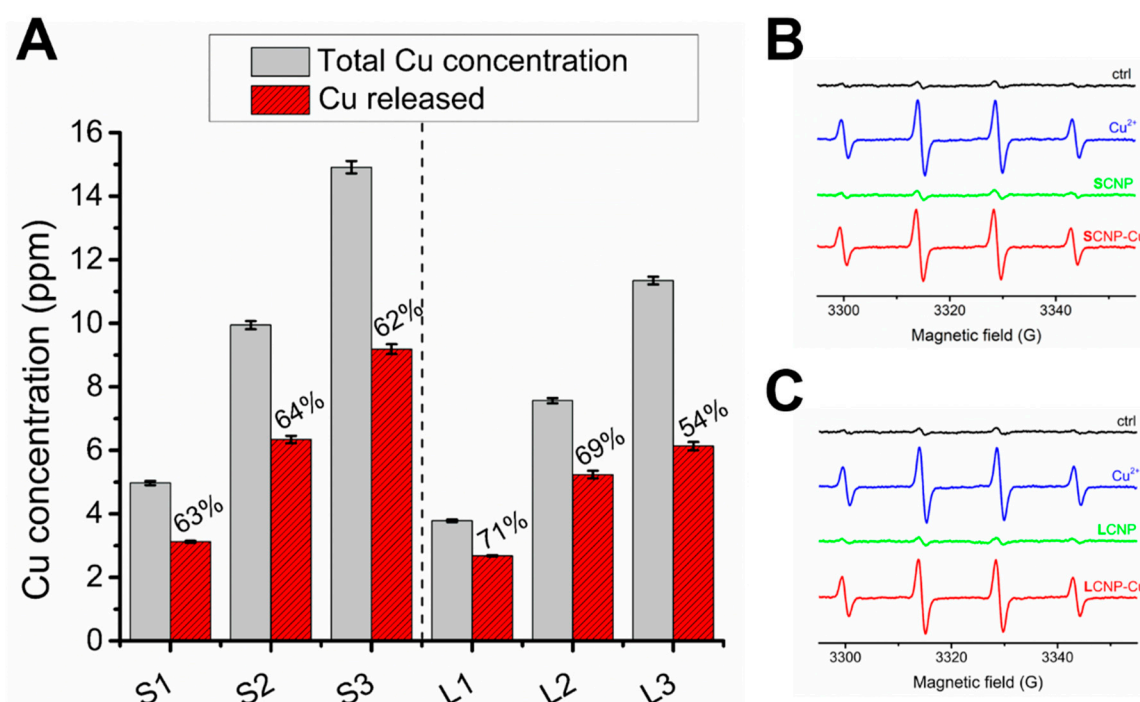 A
Total Cu concentration
Cu released
Cu concentration (ppm)
16
14
12
10
8
6
4
2
0
63%
64%
62%
71%
69%
54%
S1
S2
S3
L1
L2
L3
B
ctrl
Cu²⁺
SCNP
SCNP-Cu
3300
3320
3340
Magnetic field (G)
C
ctrl
Cu²⁺
LCNP
LCNP-Cu
3300
3320
3340
Magnetic field (G)